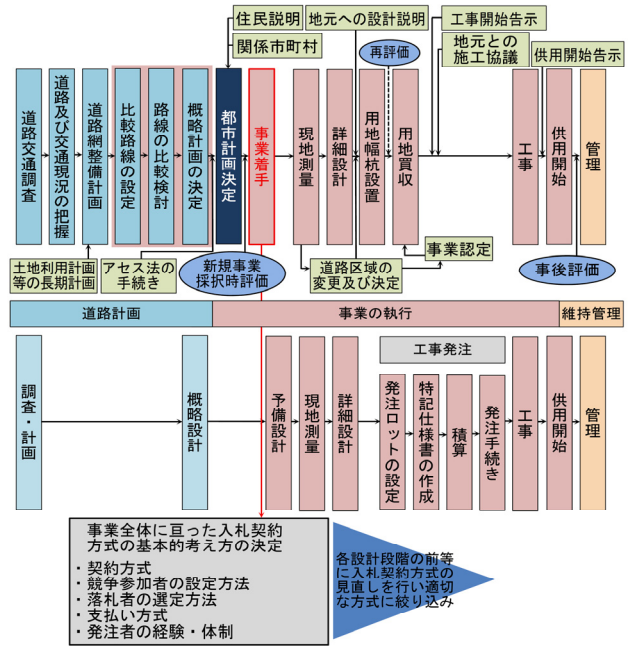 住民説明
地元への設計説明
工事開始告示
関係市町村
再評価
地元との
施工協議
供用開始告示
道路交通調査
道路及び交通現況の把握
道路網整備計画
比較路線の設定
路線の比較検討
概略計画の決定
都市計画決定
事業着手
現地測量
詳細設計
用地幅杭設置
用地買収
工事
供用開始
管理
土地利用計画
等の長期計画
アセス法の
手続き
新規事業
採択時評価
道路区域の
変更及び決定
事業認定
事後評価
道路計画
事業の執行
維持管理
工事発注
調査・計画
概略設計
予備設計
現地測量
詳細設計
発注ロットの設定
特記仕様書の作成
積算
発注手続き
工事
供用開始
管理
事業全体に亘った入札契約
方式の基本的考え方の決定
・契約方式
・競争参加者の設定方法
・落札者の選定方法
・支払い方式
・発注者の経験・体制
各設計段階の前等
に入札契約方式の
見直しを行い適切
な方式に絞り込み